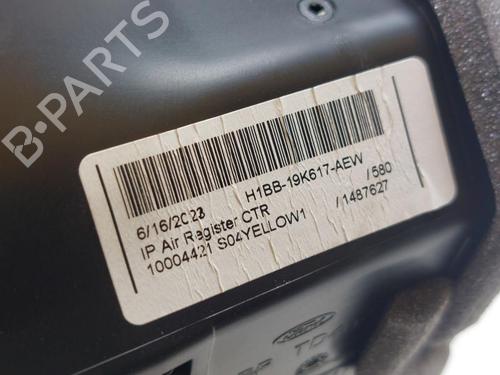 B-PARTS
H1BB-19K617-AEW
6/16/2023 /580
IP Air Register CTR /1487627
10004421 S04YELLOW1